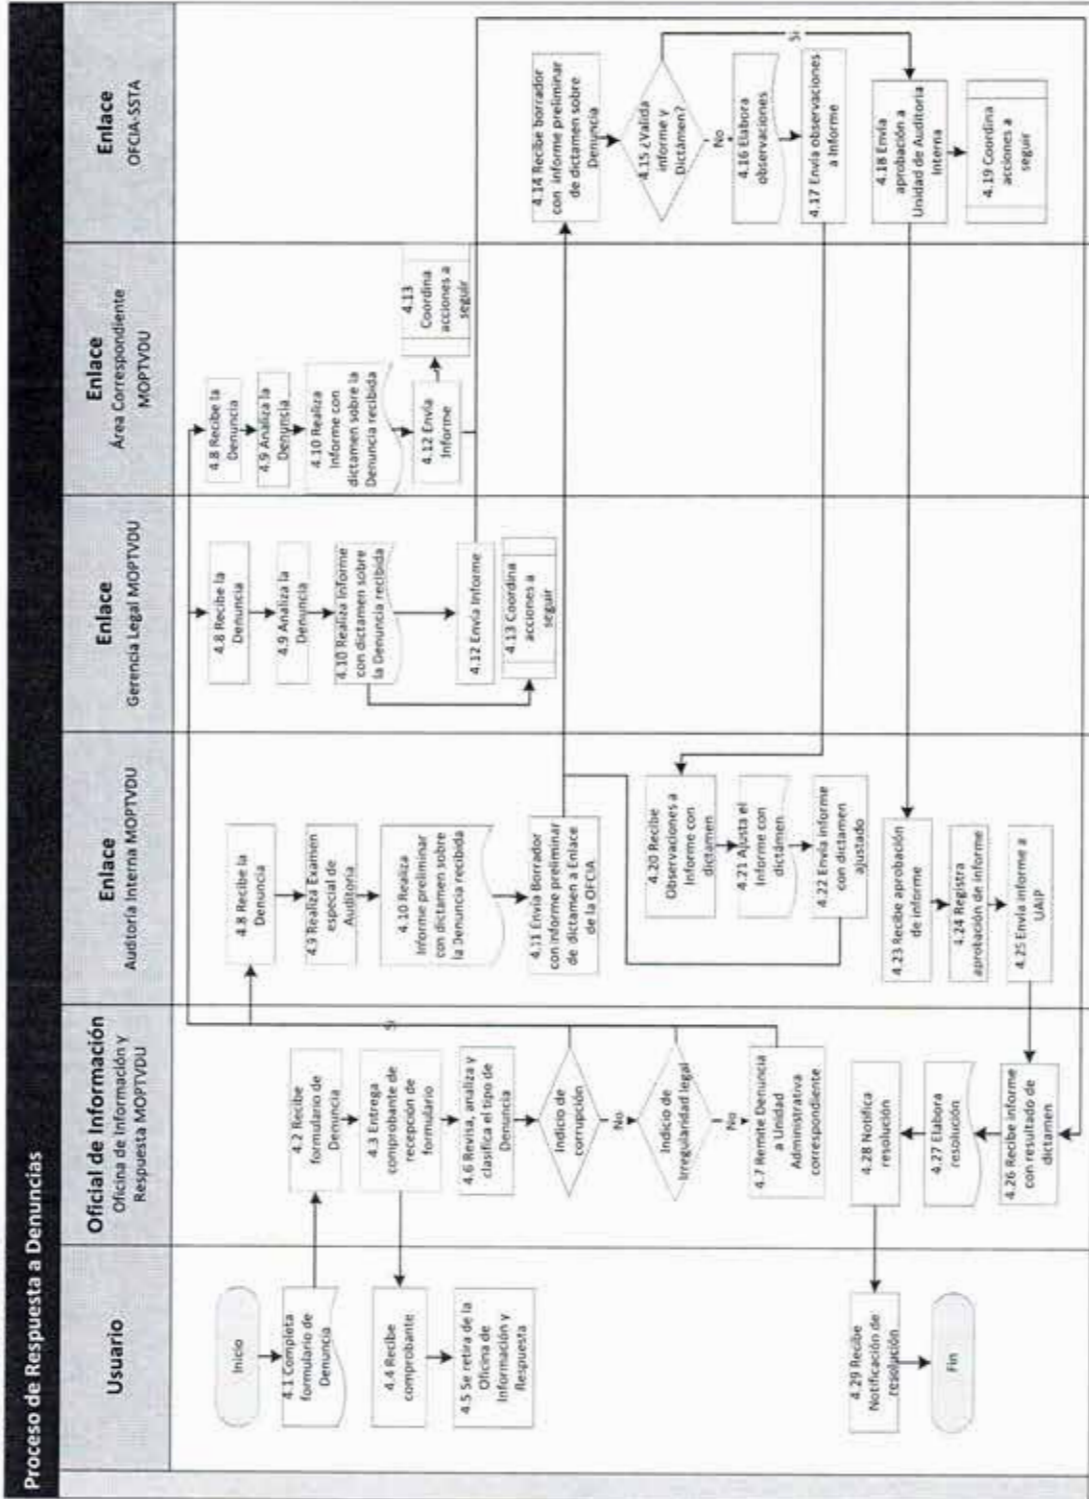 Proceso de Respuesta a Denuncias
Usuario
Oficial de Información
Oficina de Información y
Respuesta MOPTVDU
Enlace
Auditoría Interna MOPTVDU
Enlace
Gerencia Legal MOPTVDU
Enlace
Área Correspondiente
MOPTVDU
Enlace
OFCIA-SSTA
Inicio
4.1 Completa
formulario de
Denuncia
4.4 Recibe
comprobante
4.5 Se retira de la
Oficina de
Información y
Respuesta
4.29 Recibe
Notificación de
resolución
Fin
4.2 Recibe
formulario de
Denuncia
4.3 Entrega
comprobante de
recepción de
formulario
4.6 Revisa, analiza y
clasifica el tipo de
Denuncia
Indicio de
corrupción
Si
No
Indicio de
Irregularidad legal
No
4.7 Remite Denuncia
a Unidad
Administrativa
correspondiente
4.28 Notifica
resolución
4.27 Elabora
resolución
4.26 Recibe informe
con resultado de
dictamen
4.8 Recibe la
Denuncia
4.9 Realiza Examen
especial de
Auditoria
4.10 Realiza
Informe preliminar
con dictamen sobre
la Denuncia recibida
4.11 Envía Borrador
con informe preliminar
de dictamen a Enlace
de la OFCIA
4.20 Recibe
Observaciones a
Informe con
dictamen
4.21 Ajusta el
Informe con
dictámen
4.22 Envía informe
con dictamen
ajustado
4.23 Recibe aprobación
de informe
4.24 Registra
aprobación de informe
4.25 Envía informe a
UAIP
4.8 Recibe la
Denuncia
4.9 Analiza la
Denuncia
4.10 Realiza Informe
con dictamen sobre
la Denuncia recibida
4.12 Envía Informe
4.13 Coordina
acciones a
seguir
4.8 Recibe la
Denuncia
4.9 Analiza la
Denuncia
4.10 Realiza
Informe con
dictamen sobre la
Denuncia recibida
4.12 Envía
Informe
4.13
Coordina
acciones a
seguir
4.14 Recibe borrador
con informe preliminar
de dictamen sobre
Denuncia
4.15 ¿Valida
informe y
Dictámen?
Si
No
4.16 Elabora
observaciones
4.17 Envía observaciones
a Informe
4.18 Envía
aprobación a
Unidad de Auditoria
Interna
4.19 Coordina
acciones a
seguir